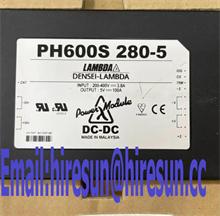 PH600S 280-5
LAMBDA
DENSEI-LAMBDA
INPUT : 200-400V 3.8A
OUTPUT : 5V 100A
Power Module
DC-DC
MADE IN MALAYSIA
Email:hiresun@hiresun.cc